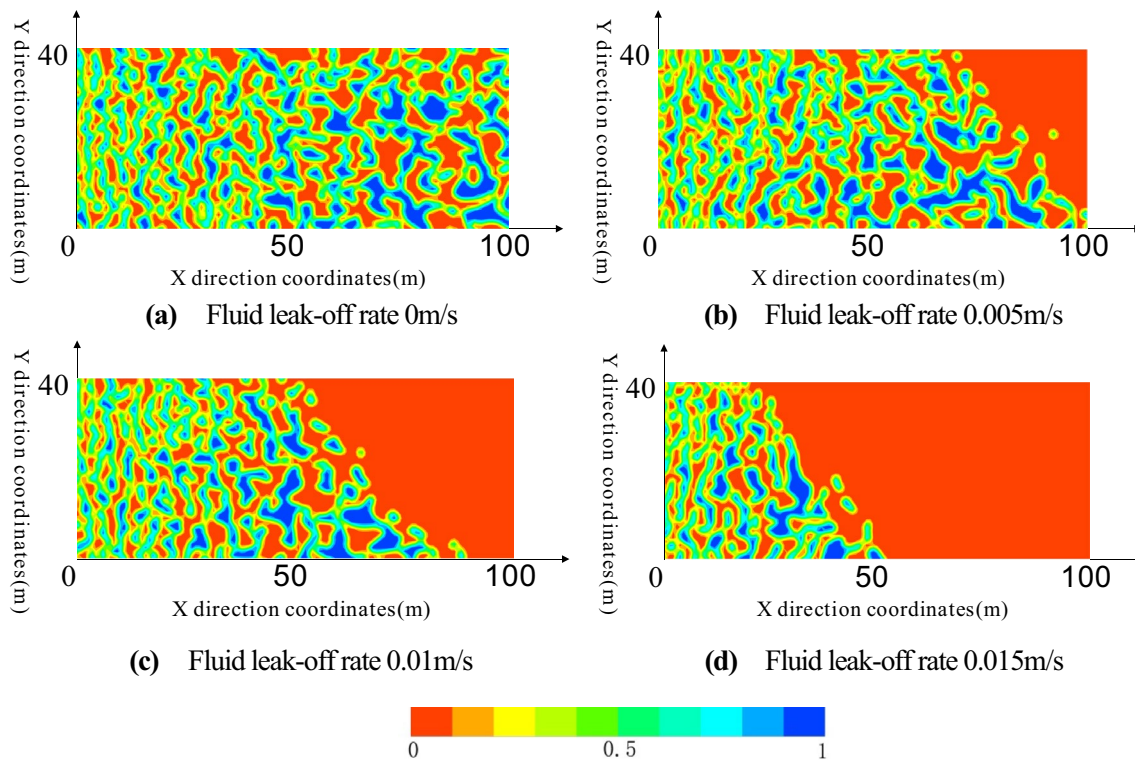 Y direction coordinates(m)
40
0
50
100
X direction coordinates(m)
(a) Fluid leak-off rate 0m/s
Y direction coordinates(m)
40
0
50
100
X direction coordinates(m)
(b) Fluid leak-off rate 0.005m/s
Y direction coordinates(m)
40
0
50
100
X direction coordinates(m)
(c) Fluid leak-off rate 0.01m/s
Y direction coordinates(m)
40
0
50
100
X direction coordinates(m)
(d) Fluid leak-off rate 0.015m/s
0
0.5
1